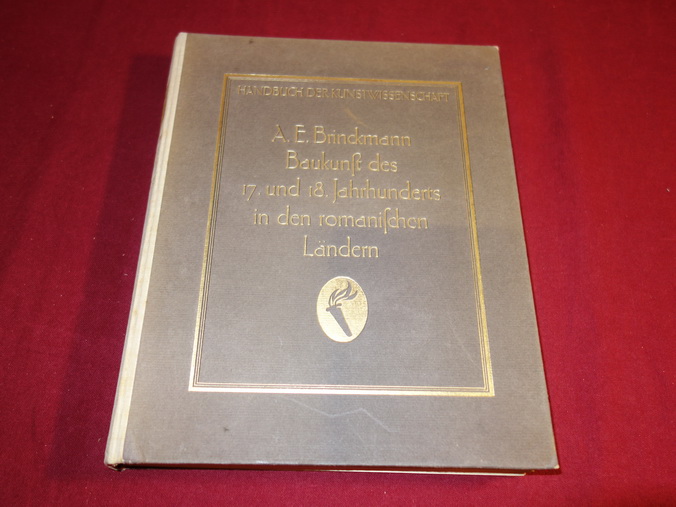 HANDBUCH DER KUNSTWISSENSCHAFT
A. E. Brinckmann
Baukunſt des
17. und 18. Jahrhunderts
in den romaniſchen
Ländern